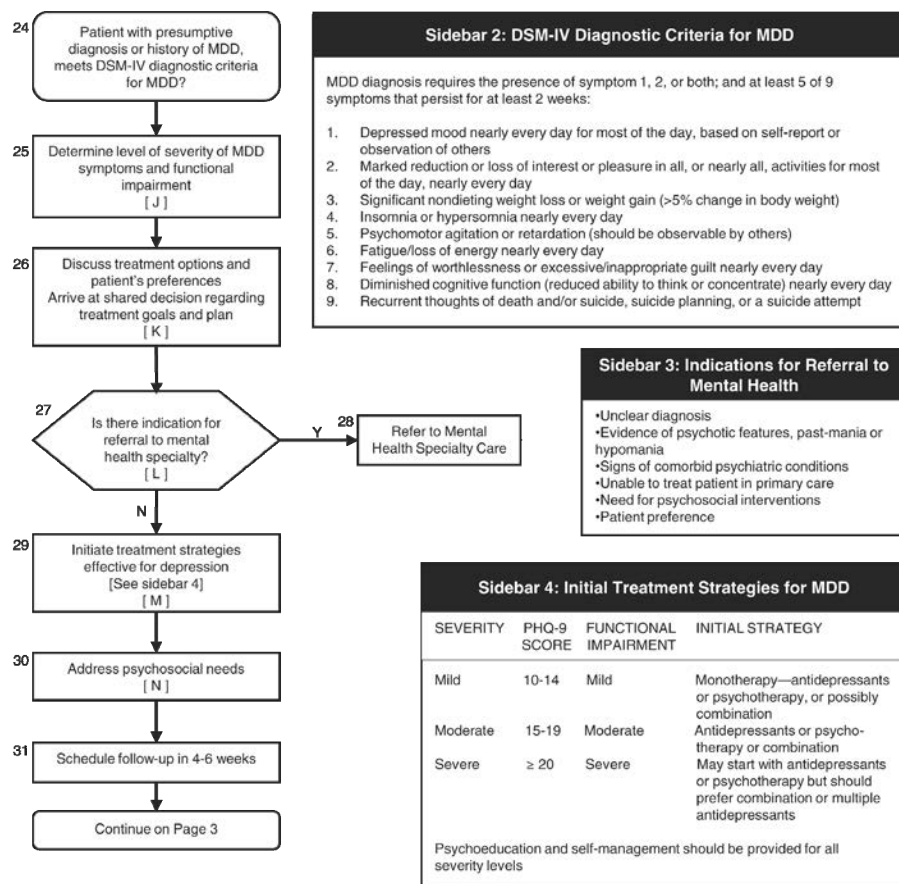 24
Patient with presumptive
diagnosis or history of MDD,
meets DSM-IV diagnostic criteria
for MDD?
25
Determine level of severity of MDD
symptoms and functional
impairment
[ J ]
26
Discuss treatment options and
patient's preferences
Arrive at shared decision regarding
treatment goals and plan
[ K ]
27
Is there indication for
referral to mental
health specialty?
[ L ]
Y
28
Refer to Mental
Health Specialty Care
N
29
Initiate treatment strategies
effective for depression
[See sidebar 4]
[ M ]
30
Address psychosocial needs
[ N ]
31
Schedule follow-up in 4-6 weeks
Continue on Page 3
Sidebar 2: DSM-IV Diagnostic Criteria for MDD
MDD diagnosis requires the presence of symptom 1, 2, or both; and at least 5 of 9
symptoms that persist for at least 2 weeks:
1. Depressed mood nearly every day for most of the day, based on self-report or
observation of others
2. Marked reduction or loss of interest or pleasure in all, or nearly all, activities for most
of the day, nearly every day
3. Significant nondieting weight loss or weight gain (>5% change in body weight)
4. Insomnia or hypersomnia nearly every day
5. Psychomotor agitation or retardation (should be observable by others)
6. Fatigue/loss of energy nearly every day
7. Feelings of worthlessness or excessive/inappropriate guilt nearly every day
8. Diminished cognitive function (reduced ability to think or concentrate) nearly every day
9. Recurrent thoughts of death and/or suicide, suicide planning, or a suicide attempt
Sidebar 3: Indications for Referral to
Mental Health
•Unclear diagnosis
•Evidence of psychotic features, past-mania or
hypomania
•Signs of comorbid psychiatric conditions
•Unable to treat patient in primary care
•Need for psychosocial interventions
•Patient preference
Sidebar 4: Initial Treatment Strategies for MDD
SEVERITY PHQ-9 FUNCTIONAL INITIAL STRATEGY
SCORE IMPAIRMENT
Mild 10-14 Mild Monotherapy—antidepressants
or psychotherapy, or possibly
combination
Moderate 15-19 Moderate Antidepressants or psycho-
therapy or combination
Severe ≥ 20 Severe May start with antidepressants
or psychotherapy but should
prefer combination or multiple
antidepressants
Psychoeducation and self-management should be provided for all
severity levels